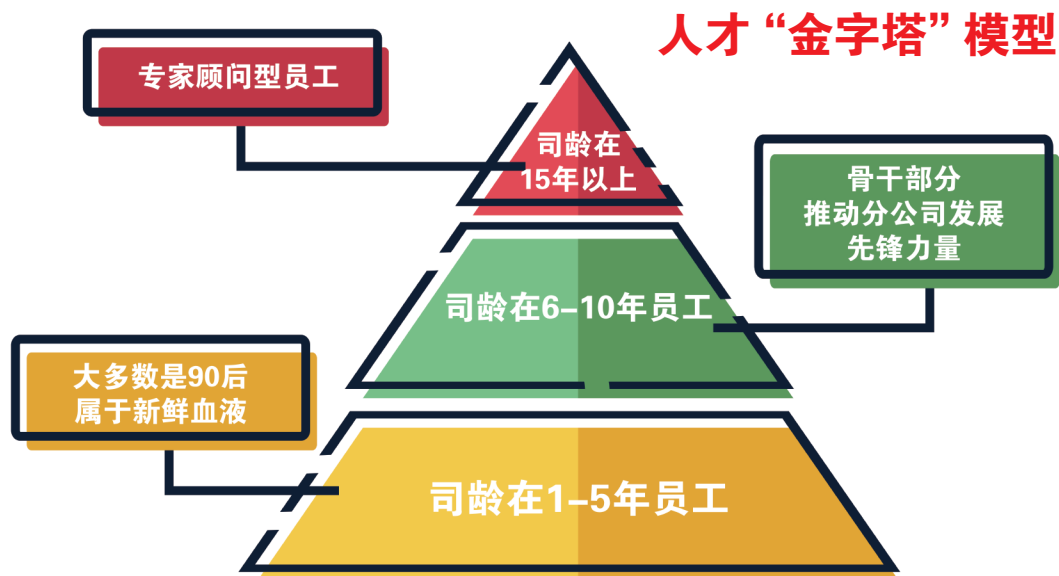 人才“金字塔”模型
专家顾问型员工
司龄在
15年以上
骨干部分
推动分公司发展
先锋力量
司龄在6–10年员工
大多数是90后
属于新鲜血液
司龄在1–5年员工